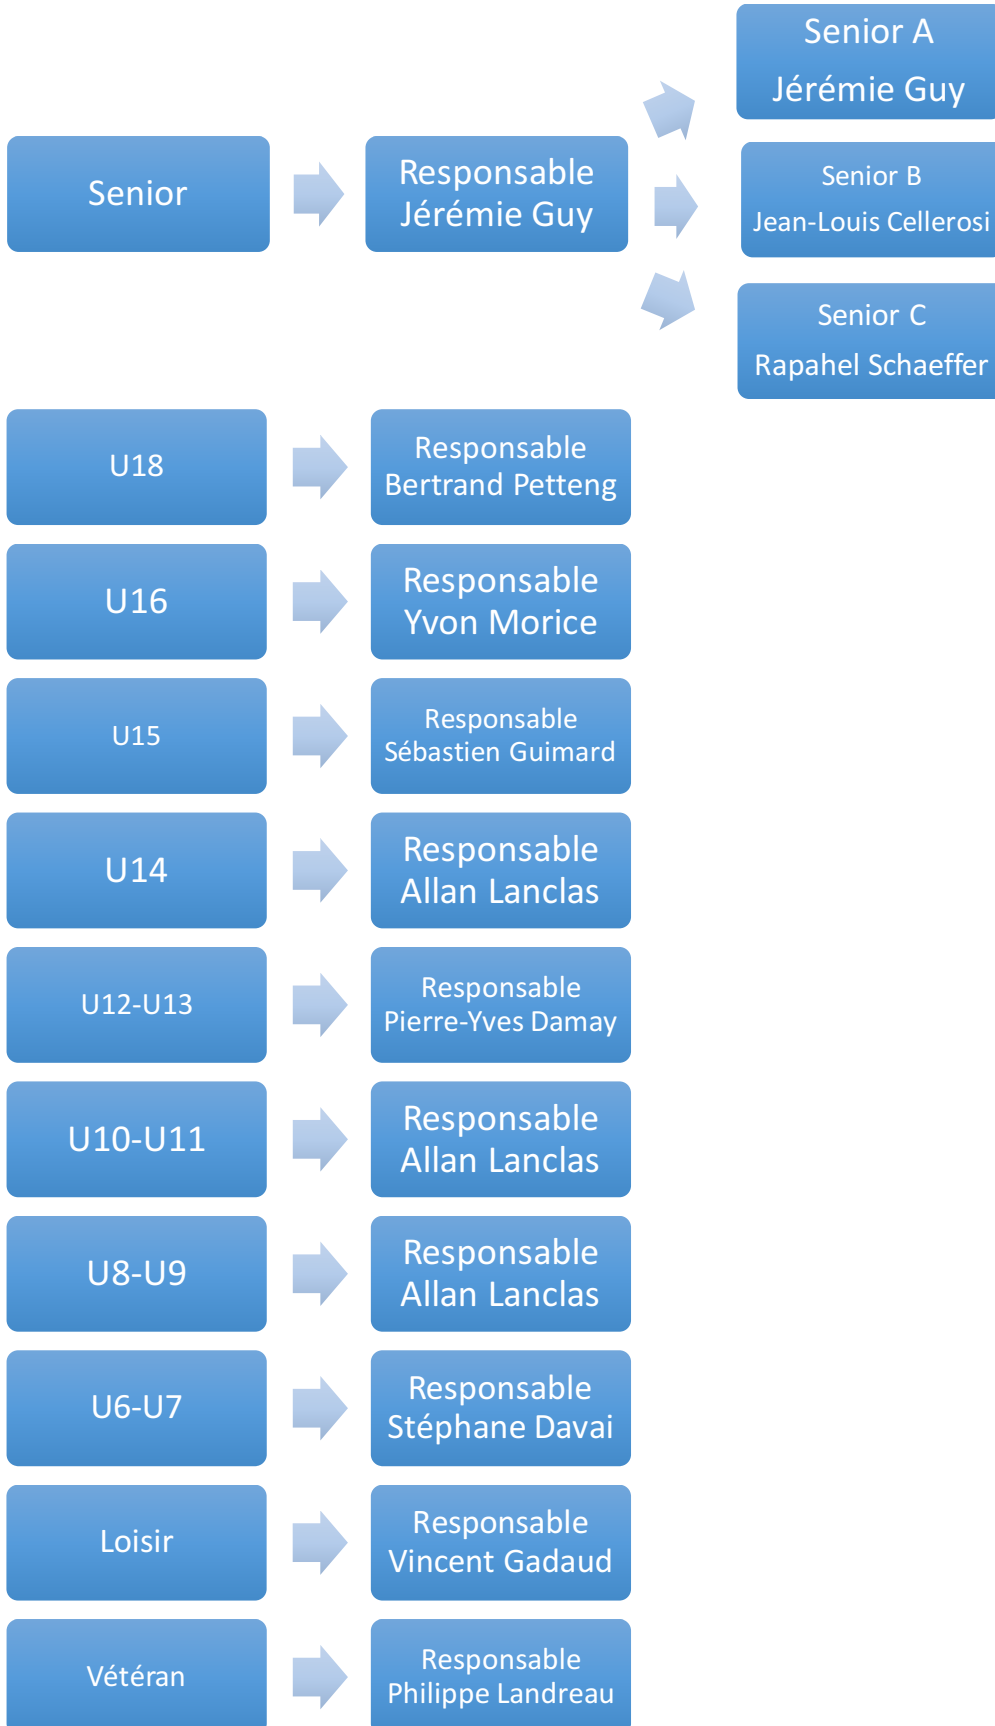 Senior
Responsable
Jérémie Guy
Senior A
Jérémie Guy
Senior B
Jean-Louis Cellerosi
Senior C
Rapahel Schaeffer
U18
Responsable
Bertrand Petteng
U16
Responsable
Yvon Morice
U15
Responsable
Sébastien Guimard
U14
Responsable
Allan Lanclas
U12-U13
Responsable
Pierre-Yves Damay
U10-U11
Responsable
Allan Lanclas
U8-U9
Responsable
Allan Lanclas
U6-U7
Responsable
Stéphane Davai
Loisir
Responsable
Vincent Gadaud
Vétéran
Responsable
Philippe Landreau